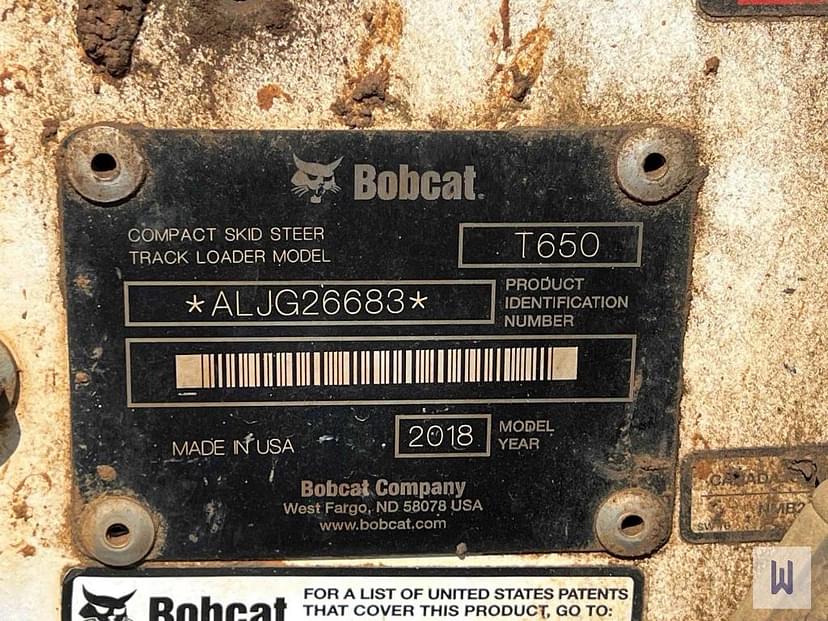 Bobcat
COMPACT SKID STEER
TRACK LOADER MODEL
T650
*ALJG26683*
PRODUCT
IDENTIFICATION
NUMBER
MADE IN USA
2018
MODEL
YEAR
Bobcat Company
West Fargo, ND 58078 USA
www.bobcat.com
Bobcat
FOR A LIST OF UNITED STATES PATENTS
THAT COVER THIS PRODUCT, GO TO:
W